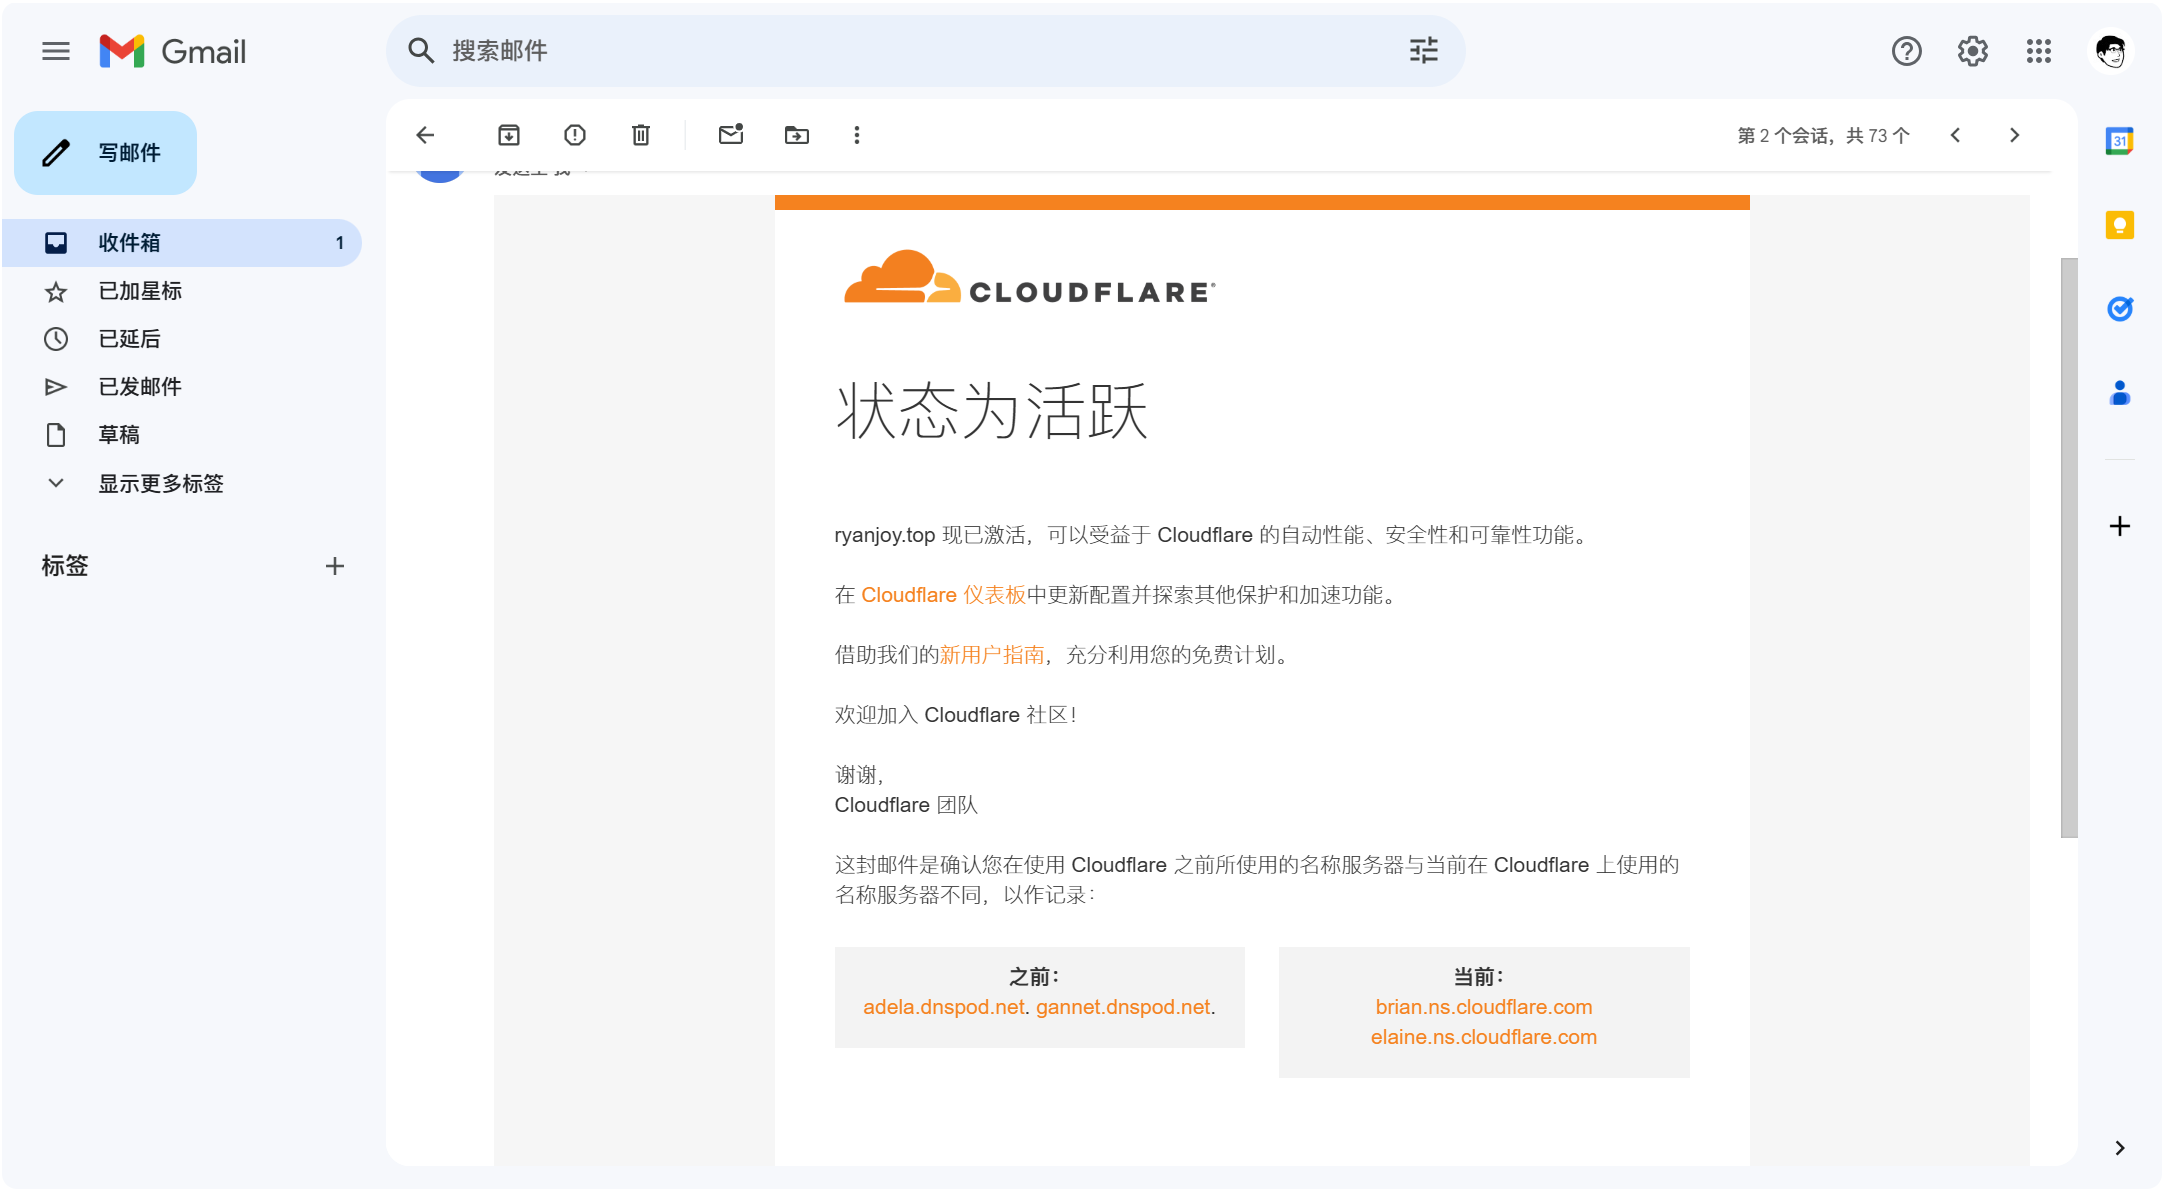 Gmail
搜索邮件
写邮件
第 2 个会话，共 73 个
收件箱 1
已加星标
已延后
已发邮件
草稿
显示更多标签
标签
31
CLOUDFLARE®
状态为活跃
ryanjoy.top 现已激活，可以受益于 Cloudflare 的自动性能、安全性和可靠性功能。
在 Cloudflare 仪表板中更新配置并探索其他保护和加速功能。
借助我们的新用户指南，充分利用您的免费计划。
欢迎加入 Cloudflare 社区！
谢谢，
Cloudflare 团队
这封邮件是确认您在使用 Cloudflare 之前所使用的名称服务器与当前在 Cloudflare 上使用的
名称服务器不同，以作记录：
之前：
adela.dnspod.net. gannet.dnspod.net.
当前：
brian.ns.cloudflare.com
elaine.ns.cloudflare.com